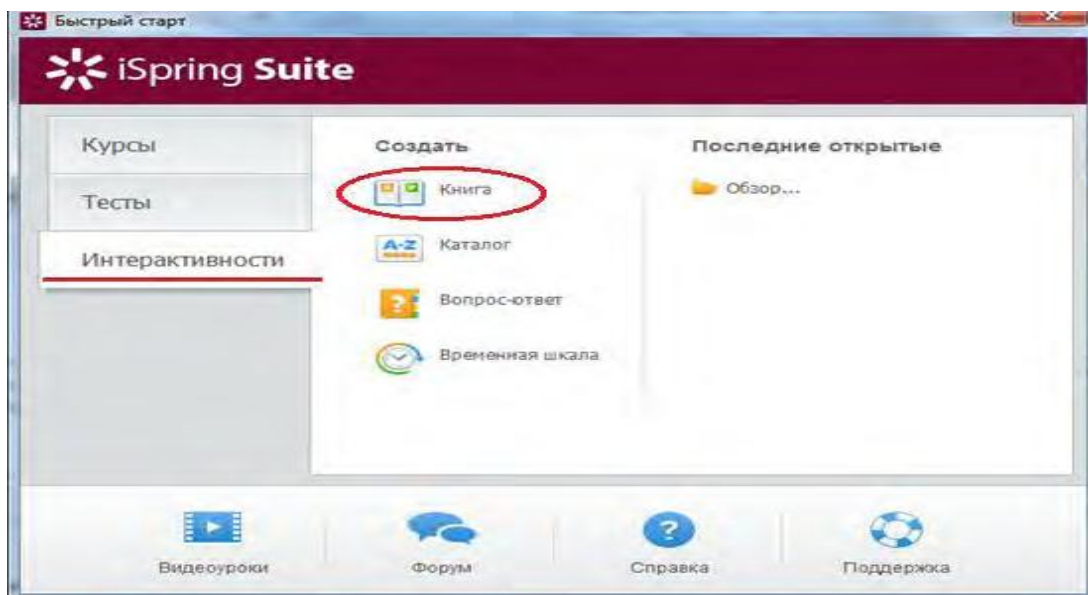 Быстрый старт
iSpring Suite
Курсы
Тесты
Интерактивности
Создать
Книга
A-Z
Каталог
Вопрос-ответ
Временная шкала
Последние открытые
Обзор...
Видеоуроки
Форум
Справка
Поддержка